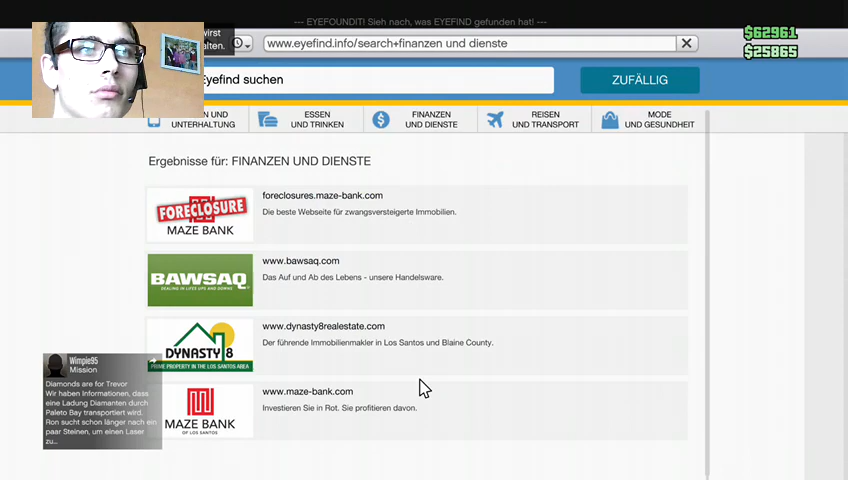 --- EYEFOUNDIT! Sieh nach, was EYEFIND gefunden hat! ---
wirst
alten.
www.eyefind.info/search+finanzen und dienste
$62961
$25865
Eyefind suchen
ZUFÄLLIG
EN UND
UNTERHALTUNG
ESSEN
UND TRINKEN
FINANZEN
UND DIENSTE
REISEN
UND TRANSPORT
MODE
UND GESUNDHEIT
Ergebnisse für: FINANZEN UND DIENSTE
FORECLOSURE
MAZE BANK
foreclosures.maze-bank.com
Die beste Webseite für zwangsversteigerte Immobilien.
BAWSAQ
DEALING IN LIFE'S UPS AND DOWNS
www.bawsaq.com
Das Auf und Ab des Lebens - unsere Handelsware.
DYNASTY 8
PRIME PROPERTY IN THE LOS SANTOS AREA
www.dynasty8realestate.com
Der führende Immobilienmakler in Los Santos und Blaine County.
MAZE BANK
OF LOS SANTOS
www.maze-bank.com
Investieren Sie in Rot. Sie profitieren davon.
Wimpie95
Mission
Diamonds are for Trevor
Wir haben Informationen, dass
eine Ladung Diamanten durch
Paleto Bay transportiert wird.
Ron sucht schon länger nach ein
paar Steinen, um einen Laser
zu...